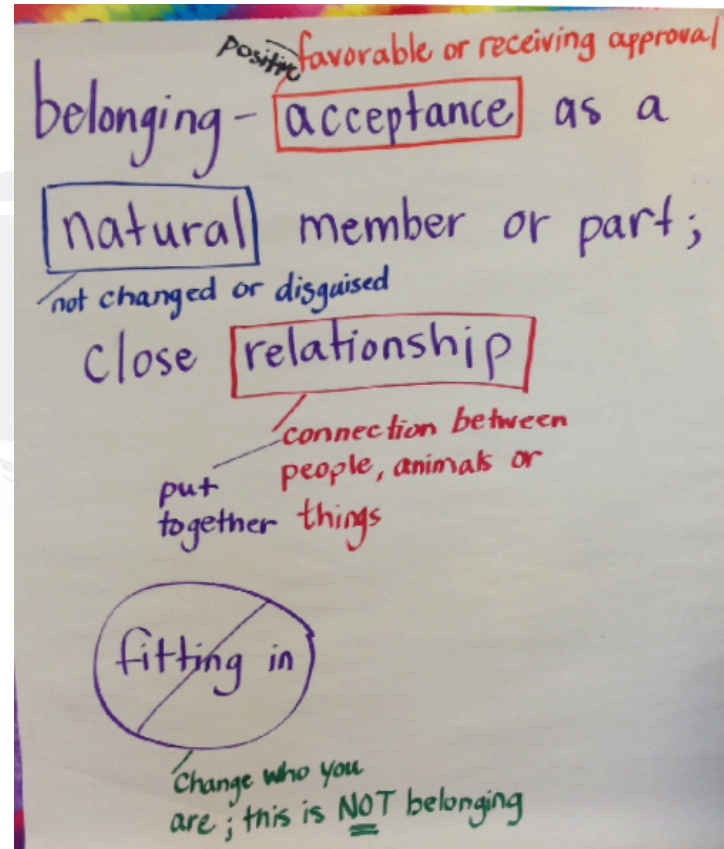 positive favorable or receiving approval
belonging - acceptance as a
natural member or part;
not changed or disguised
close relationship
connection between
people, animals or
put
together things
fitting in
Change who you
are; this is NOT belonging